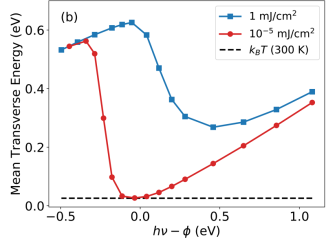 (b)
1 mJ/cm²
10⁻⁵ mJ/cm²
k_BT (300 K)
Mean Transverse Energy (eV)
0.6
0.4
0.2
0.0
−0.5 0.0 0.5 1.0
hν − ϕ (eV)